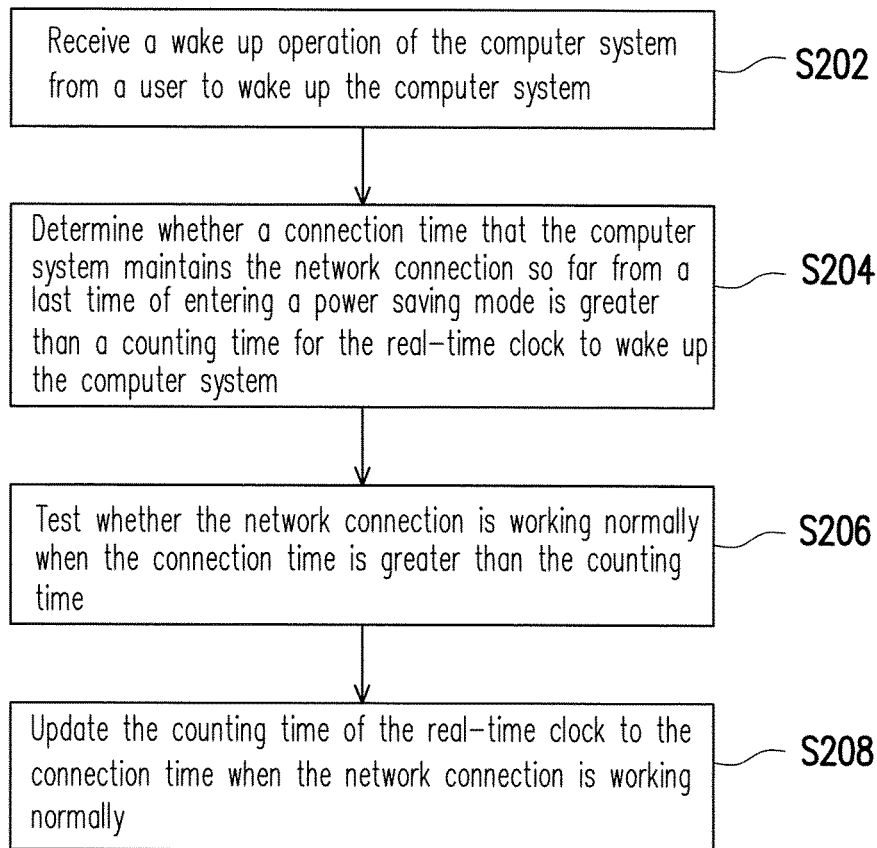 Receive a wake up operation of the computer system
from a user to wake up the computer system
S202
Determine whether a connection time that the computer
system maintains the network connection so far from a
last time of entering a power saving mode is greater
than a counting time for the real-time clock to wake up
the computer system
S204
Test whether the network connection is working normally
when the connection time is greater than the counting
time
S206
Update the counting time of the real-time clock to the
connection time when the network connection is working
normally
S208